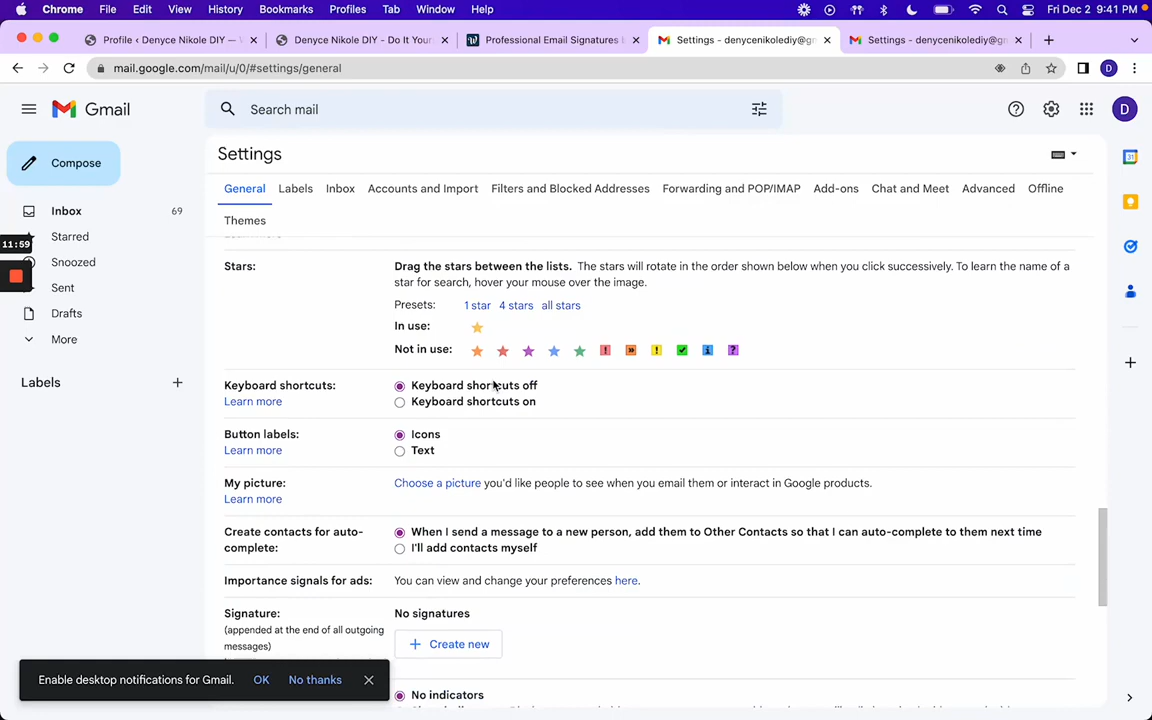 Chrome File Edit View History Bookmarks Profiles Tab Window Help Fri Dec 2 9:41 PM
Profile ‹ Denyce Nikole DIY — Denyce Nikole DIY - Do It Your Professional Email Signatures Settings - denycenikolediy@gm Settings - denycenikolediy@gm
mail.google.com/mail/u/0/#settings/general D
Gmail Search mail D
Settings
Compose
General Labels Inbox Accounts and Import Filters and Blocked Addresses Forwarding and POP/IMAP Add-ons Chat and Meet Advanced Offline
Themes
Inbox 69
Starred
11:59
Snoozed
Sent
Drafts
More
Labels
Stars: Drag the stars between the lists. The stars will rotate in the order shown below when you click successively. To learn the name of a
star for search, hover your mouse over the image.
Presets: 1 star 4 stars all stars
In use:
Not in use:
Keyboard shortcuts: Keyboard shortcuts off
Learn more Keyboard shortcuts on
Button labels: Icons
Learn more Text
My picture: Choose a picture you'd like people to see when you email them or interact in Google products.
Learn more
Create contacts for auto- When I send a message to a new person, add them to Other Contacts so that I can auto-complete to them next time
complete: I'll add contacts myself
Importance signals for ads: You can view and change your preferences here.
Signature: No signatures
(appended at the end of all outgoing
messages) Create new
Enable desktop notifications for Gmail. OK No thanks
No indicators